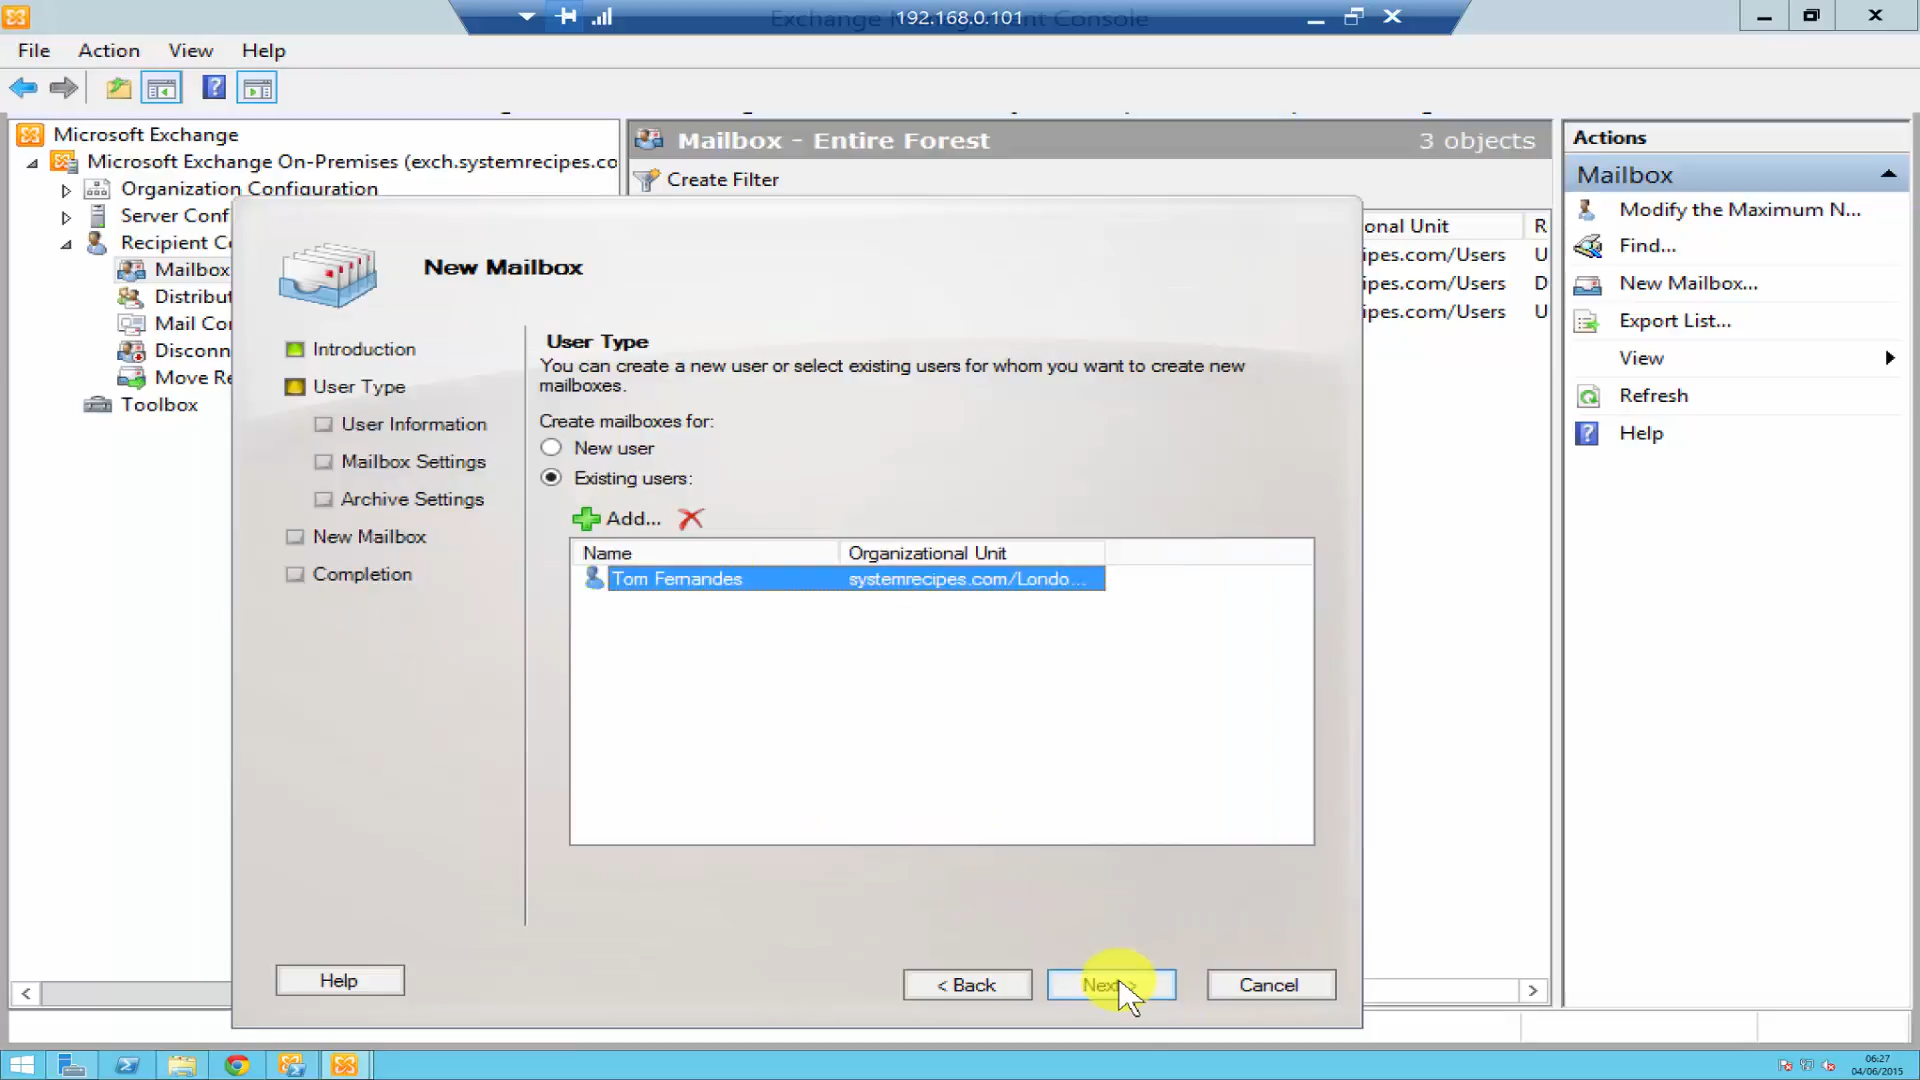 192.168.0.101
Exchange Management Console
File Action View Help
Microsoft Exchange
Microsoft Exchange On-Premises (exch.systemrecipes.co
Organization Configuration
Server Conf
Recipient C
Mailbox
Distribut
Mail Co
Disconn
Move Re
Toolbox
Mailbox - Entire Forest 3 objects
Create Filter
onal Unit R
ipes.com/Users U
ipes.com/Users D
ipes.com/Users U
Actions
Mailbox
Modify the Maximum N...
Find...
New Mailbox...
Export List...
View
Refresh
Help
New Mailbox
Introduction
User Type
User Information
Mailbox Settings
Archive Settings
New Mailbox
Completion
User Type
You can create a new user or select existing users for whom you want to create new
mailboxes.
Create mailboxes for:
New user
Existing users:
Add...
Name Organizational Unit
Tom Fernandes systemrecipes.com/Londo...
Help
< Back
Next >
Cancel
06:27
04/06/2015